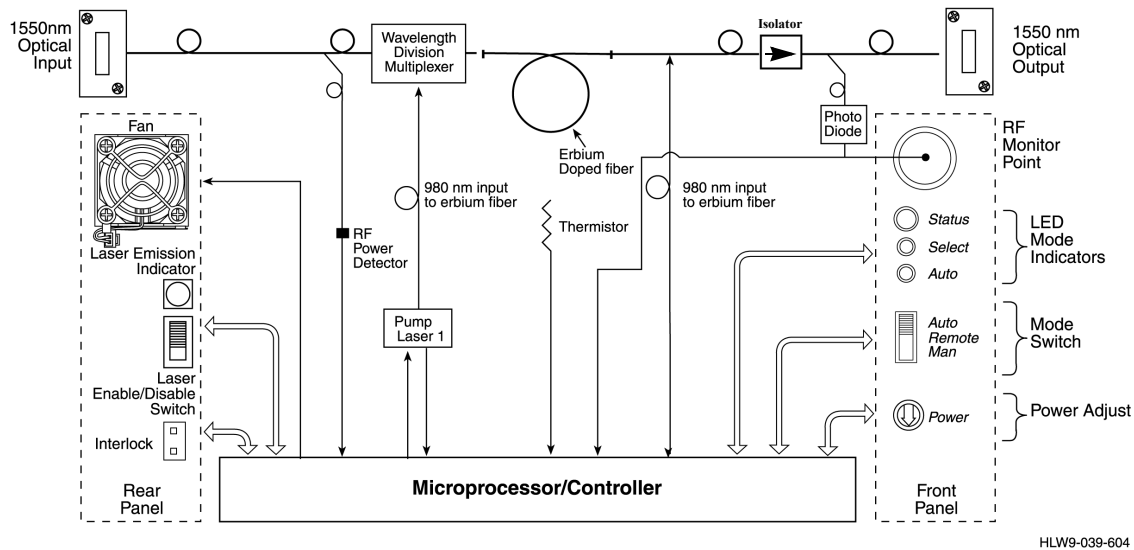 1550nm
Optical
Input
Wavelength
Division
Multiplexer
Isolator
1550 nm
Optical
Output
Photo
Diode
Erbium
Doped fiber
Fan
RF
Monitor
Point
980 nm input
to erbium fiber
980 nm input
to erbium fiber
Thermistor
RF
Power
Detector
Status
Select
Auto
LED
Mode
Indicators
Laser Emission
Indicator
Pump
Laser 1
Auto
Remote
Man
Mode
Switch
Laser
Enable/Disable
Switch
Power
Power Adjust
Interlock
Microprocessor/Controller
Rear
Panel
Front
Panel
HLW9-039-604